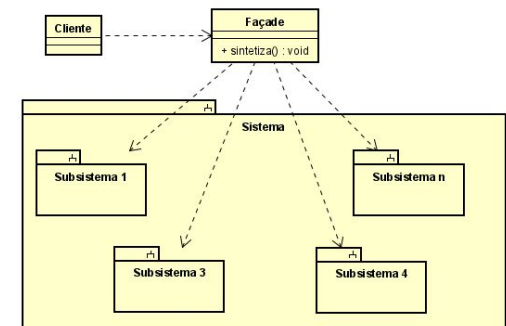 Cliente
Façade
+ sintetiza() : void
Sistema
Subsistema 1
Subsistema n
Subsistema 3
Subsistema 4